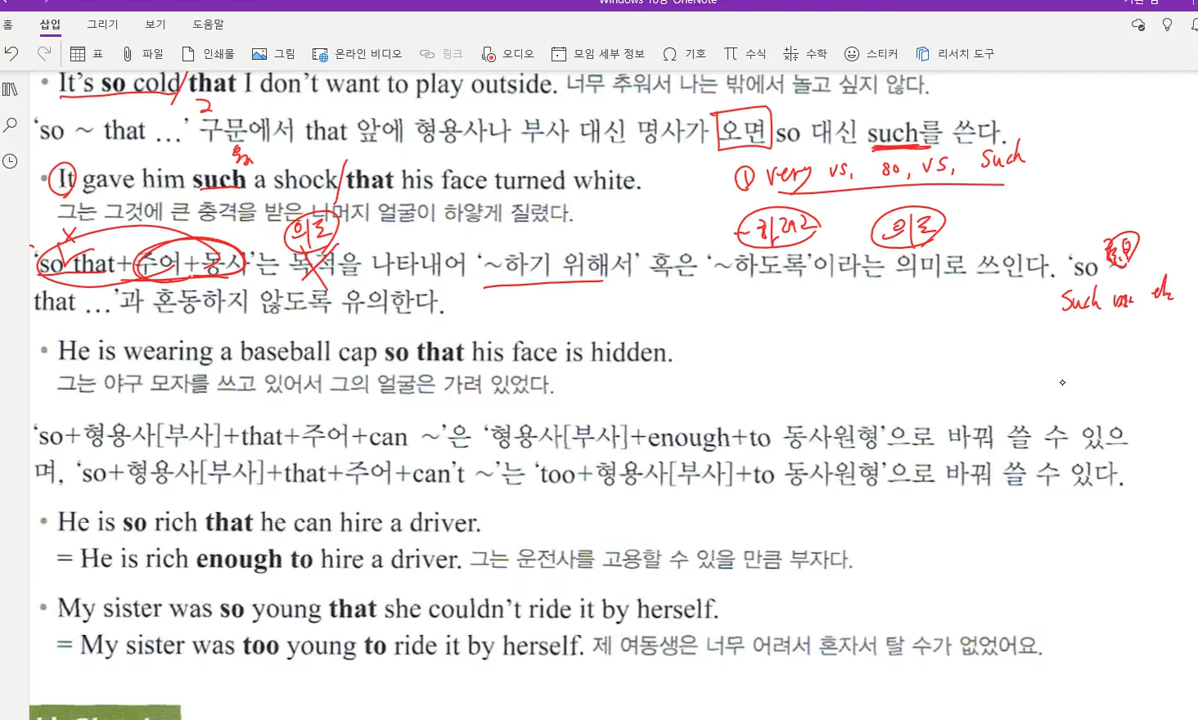 Windows 10용 OneNote
홈 삽입 그리기 보기 도움말
표 파일 인쇄물 그림 온라인 비디오 링크 오디오 모임 세부 정보 기호 수식 수학 스티커 리서치 도구
• It's so cold that I don't want to play outside. 너무 추워서 나는 밖에서 놀고 싶지 않다.
'so ~ that …' 구문에서 that 앞에 형용사나 부사 대신 명사가 오면 so 대신 such를 쓴다.
① very vs, so, vs, such
• It gave him such a shock that his face turned white.
그는 그것에 큰 충격을 받은 나머지 얼굴이 하얗게 질렸다.
의도
의도
'so that+주어+동사'는 목적을 나타내어 '~하기 위해서' 혹은 '~하도록'이라는 의미로 쓰인다. 'so
that …'과 혼동하지 않도록 유의한다.
Such
• He is wearing a baseball cap so that his face is hidden.
그는 야구 모자를 쓰고 있어서 그의 얼굴은 가려 있었다.
'so+형용사[부사]+that+주어+can ~'은 '형용사[부사]+enough+to 동사원형'으로 바꿔 쓸 수 있으
며, 'so+형용사[부사]+that+주어+can't ~'는 'too+형용사[부사]+to 동사원형'으로 바꿔 쓸 수 있다.
• He is so rich that he can hire a driver.
= He is rich enough to hire a driver. 그는 운전사를 고용할 수 있을 만큼 부자다.
• My sister was so young that she couldn't ride it by herself.
= My sister was too young to ride it by herself. 제 여동생은 너무 어려서 혼자서 탈 수가 없었어요.